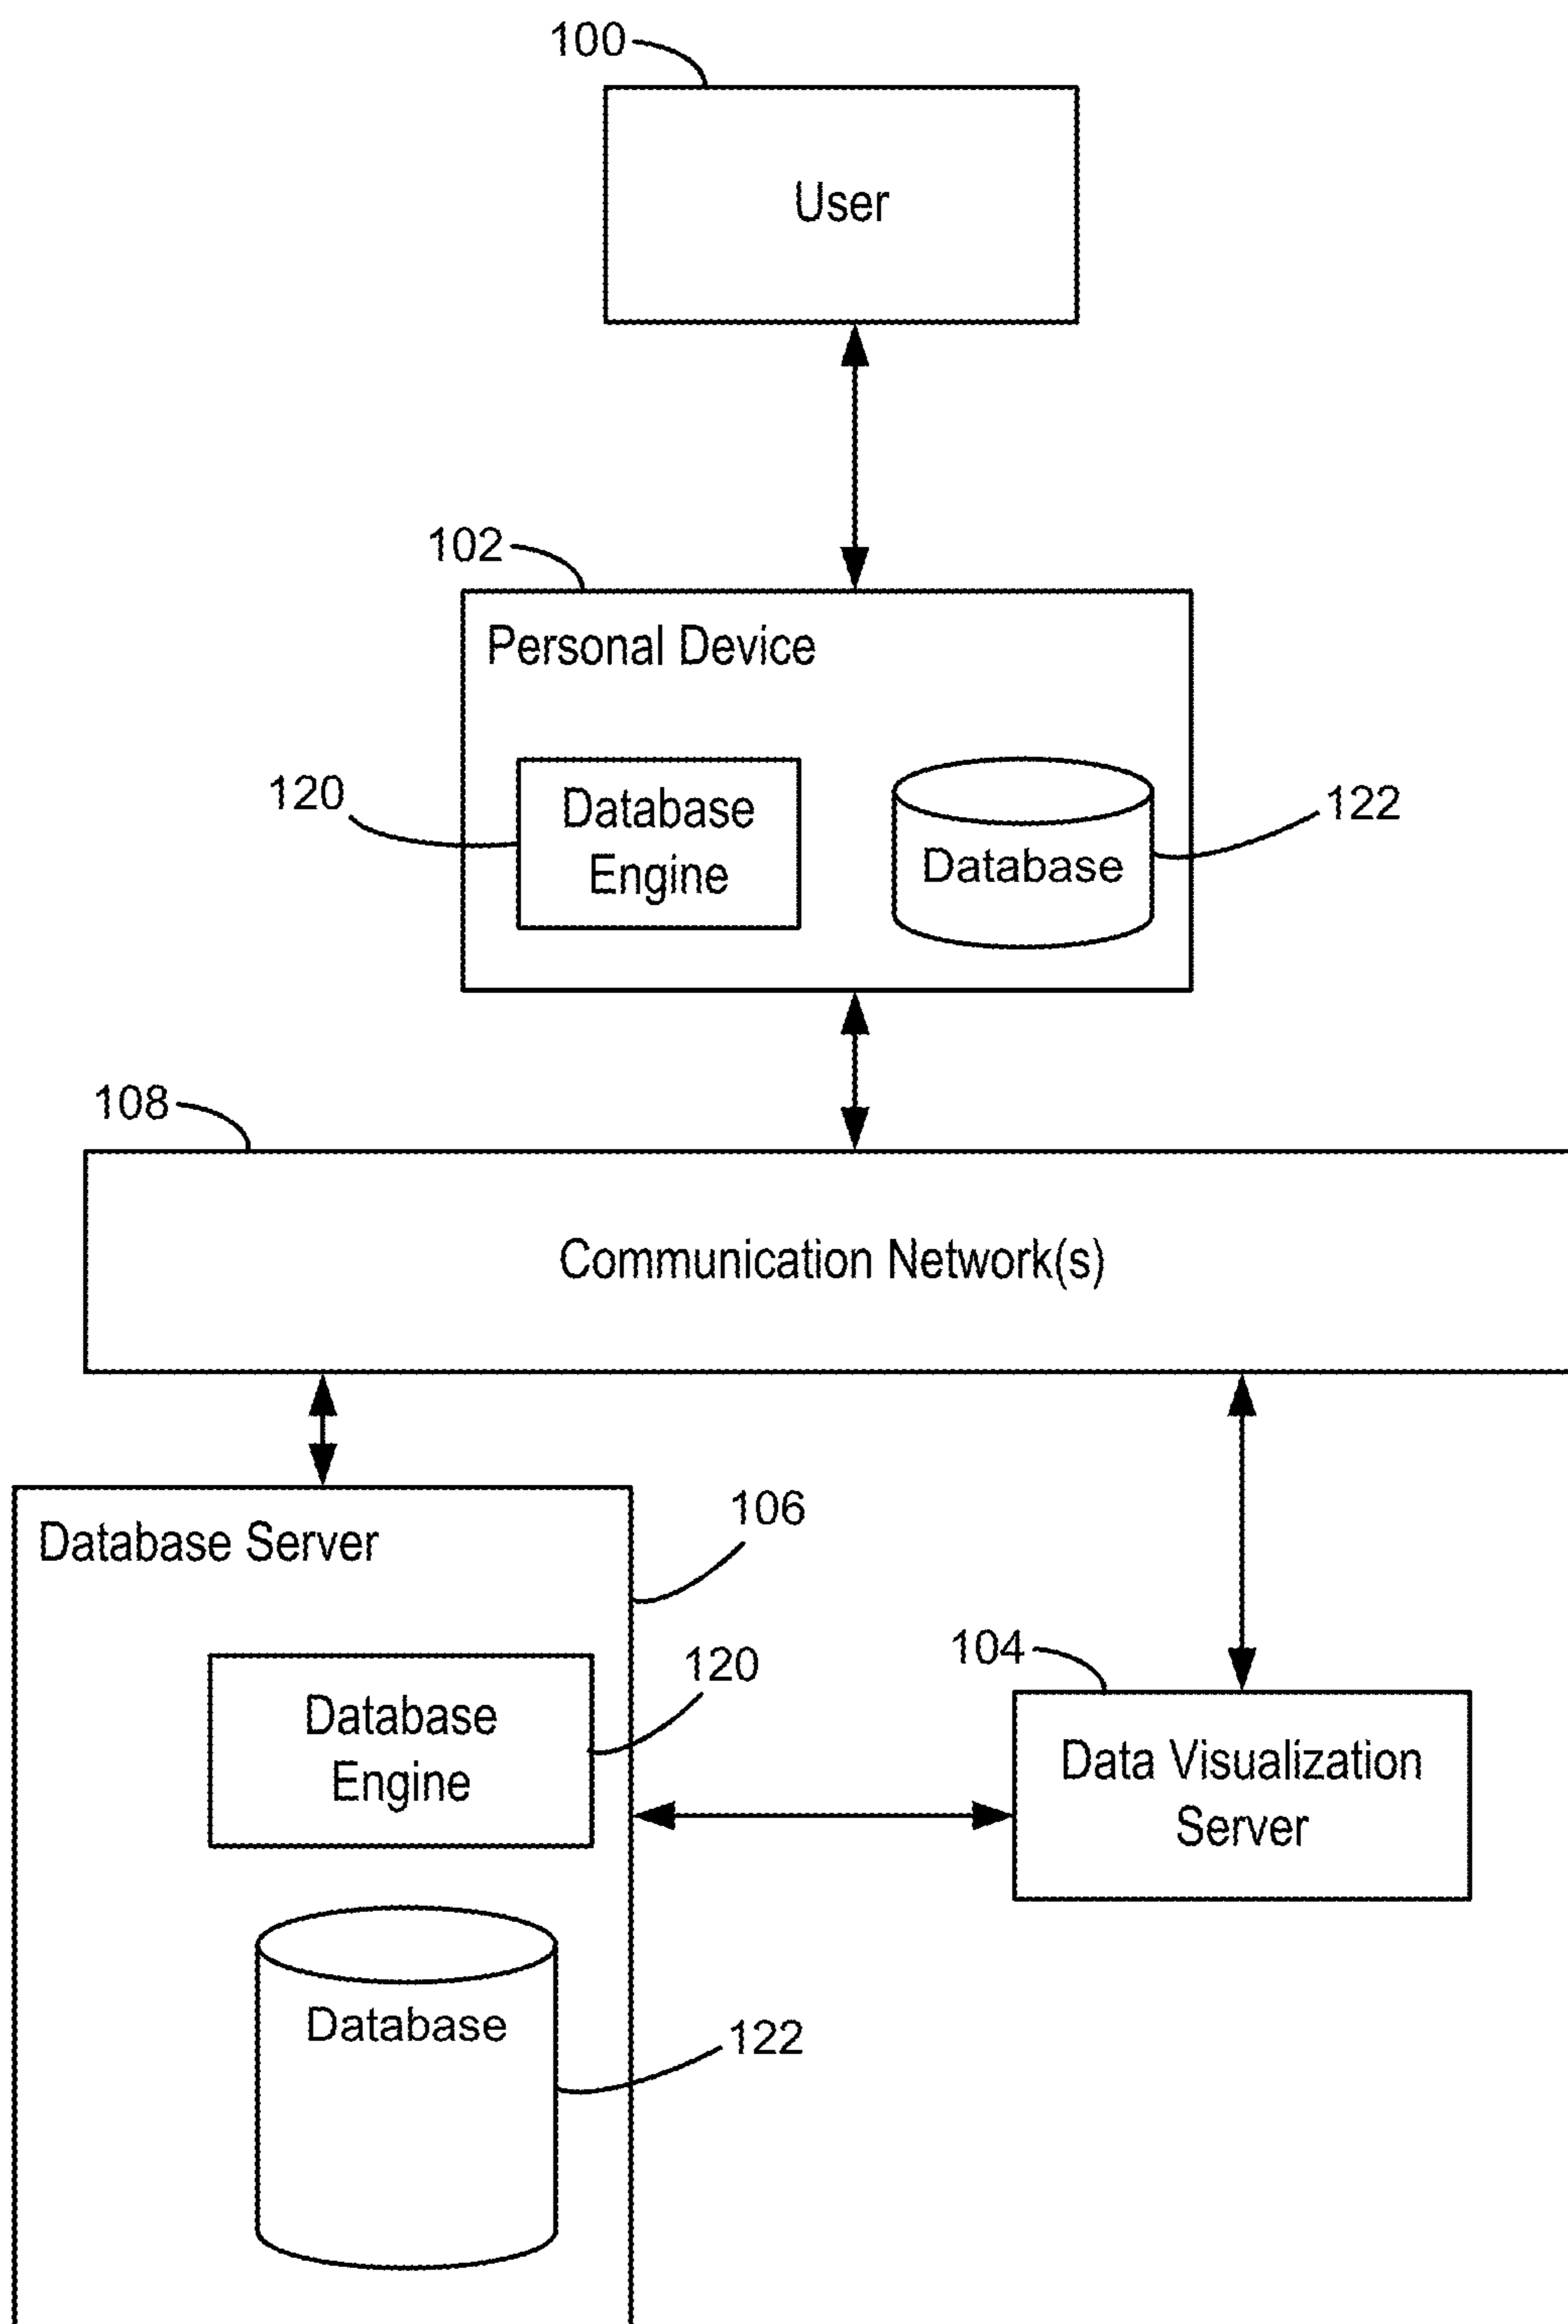 100
User
102
Personal Device
120
Database
Engine
Database
122
108
Communication Network(s)
Database Server
106
Database
Engine
120
104
Data Visualization
Server
Database
122